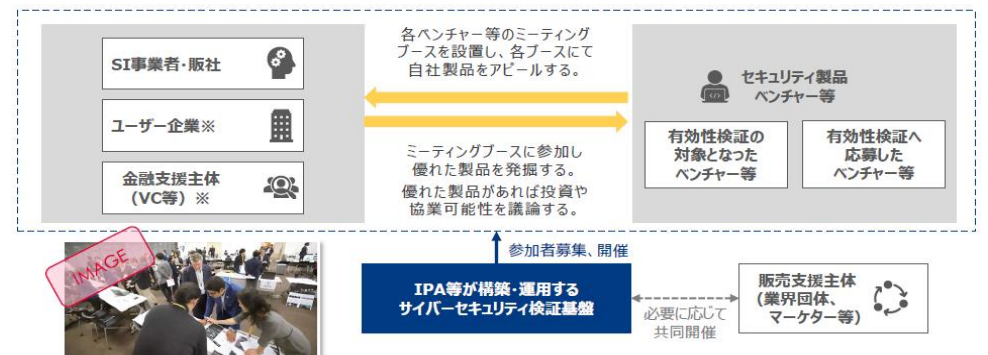 SI事業者・販社
ユーザー企業※
金融支援主体
(VC等) ※
各ベンチャー等のミーティング
ブースを設置し、各ブースにて
自社製品をアピールする。
ミーティングブースに参加し
優れた製品を発掘する。
優れた製品があれば投資や
協業可能性を議論する。
セキュリティ製品
ベンチャー等
有効性検証の
対象となった
ベンチャー等
有効性検証へ
応募した
ベンチャー等
参加者募集、開催
IMAGE
IPA等が構築・運用する
サイバーセキュリティ検証基盤
必要に応じて
共同開催
販売支援主体
(業界団体、
マーケター等)